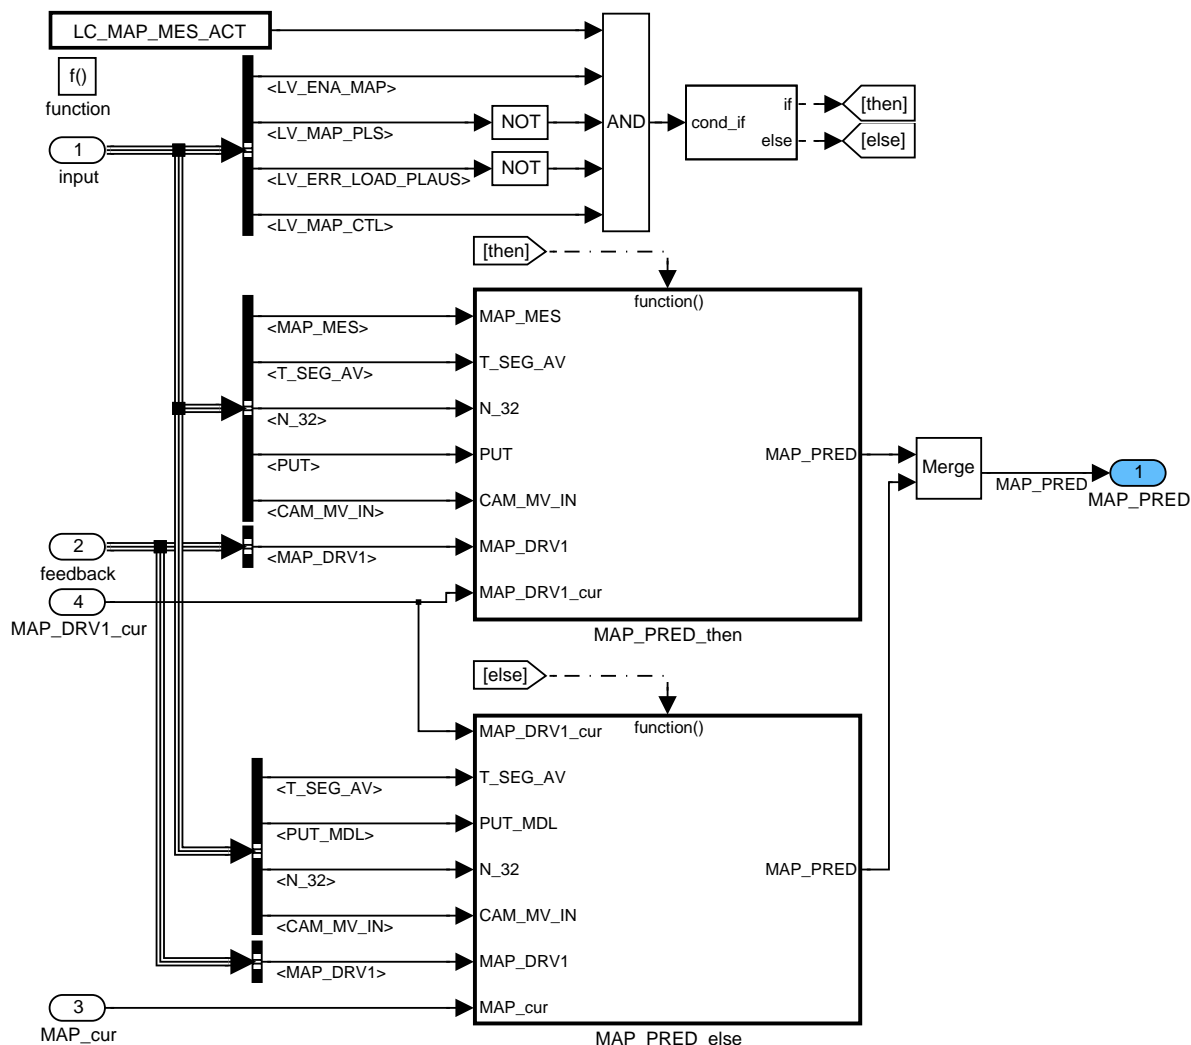 LC_MAP_MES_ACT
f()
function
1
input
<LV_ENA_MAP>
<LV_MAP_PLS>
NOT
<LV_ERR_LOAD_PLAUS>
NOT
<LV_MAP_CTL>
AND
cond_if
if
else
[then]
[else]
[then]
function()
<MAP_MES>
MAP_MES
<T_SEG_AV>
T_SEG_AV
<N_32>
N_32
<PUT>
PUT
<CAM_MV_IN>
CAM_MV_IN
2
feedback
<MAP_DRV1>
MAP_DRV1
4
MAP_DRV1_cur
MAP_DRV1_cur
MAP_PRED
MAP_PRED_then
Merge
MAP_PRED
1
MAP_PRED
[else]
function()
MAP_DRV1_cur
<T_SEG_AV>
T_SEG_AV
<PUT_MDL>
PUT_MDL
<N_32>
N_32
<CAM_MV_IN>
CAM_MV_IN
<MAP_DRV1>
MAP_DRV1
3
MAP_cur
MAP_cur
MAP_PRED
MAP_PRED_else